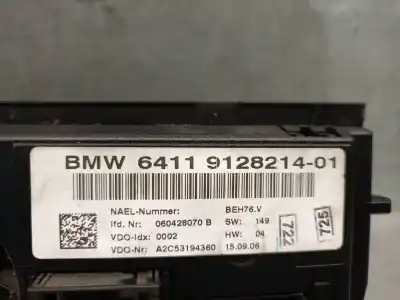 BMW 6411 9128214-01
NAEL-Nummer: BEH76.V
lfd. Nr: 060428070 B SW: 149
VDO-Idx: 0002 HW: 04
VDO-Nr: A2C53194360 15.09.06
722
725